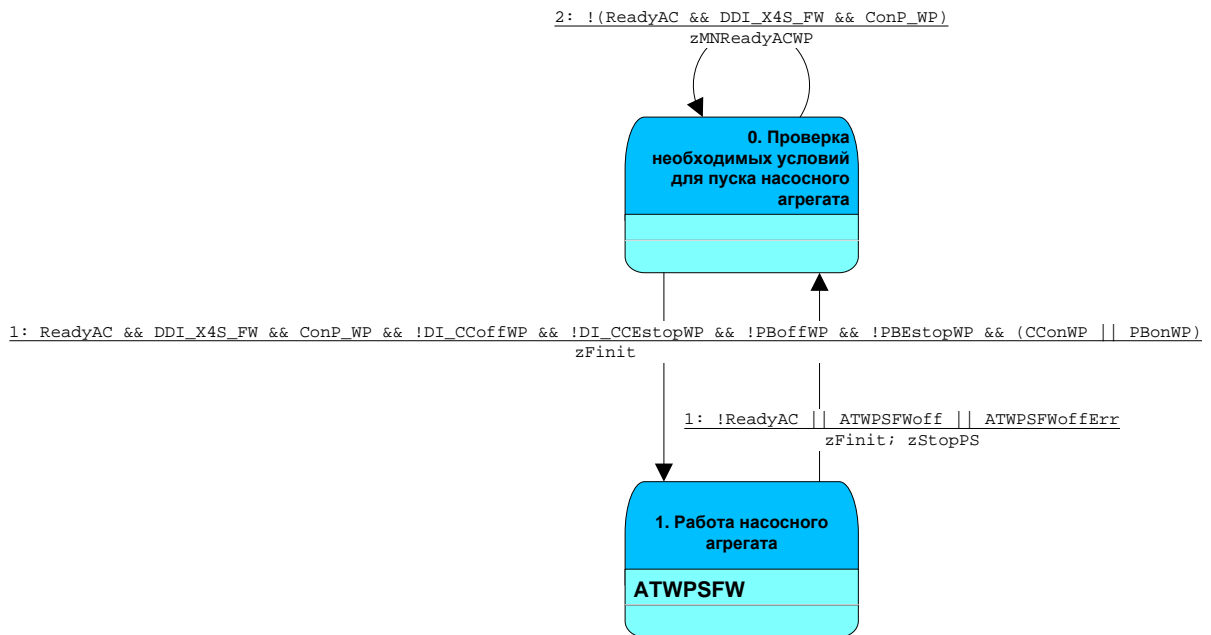 2: !(ReadyAC && DDI_X4S_FW && ConP_WP)
zMNReadyACWP
0. Проверка
необходимых условий
для пуска насосного
агрегата
1: ReadyAC && DDI_X4S_FW && ConP_WP && !DI_CCoffWP && !DI_CCEstopWP && !PBoffWP && !PBEstopWP && (CConWP || PBonWP)
zFinit
1: !ReadyAC || ATWPSFWoff || ATWPSFWoffErr
zFinit; zStopPS
1. Работа насосного
агрегата
ATWPSFW